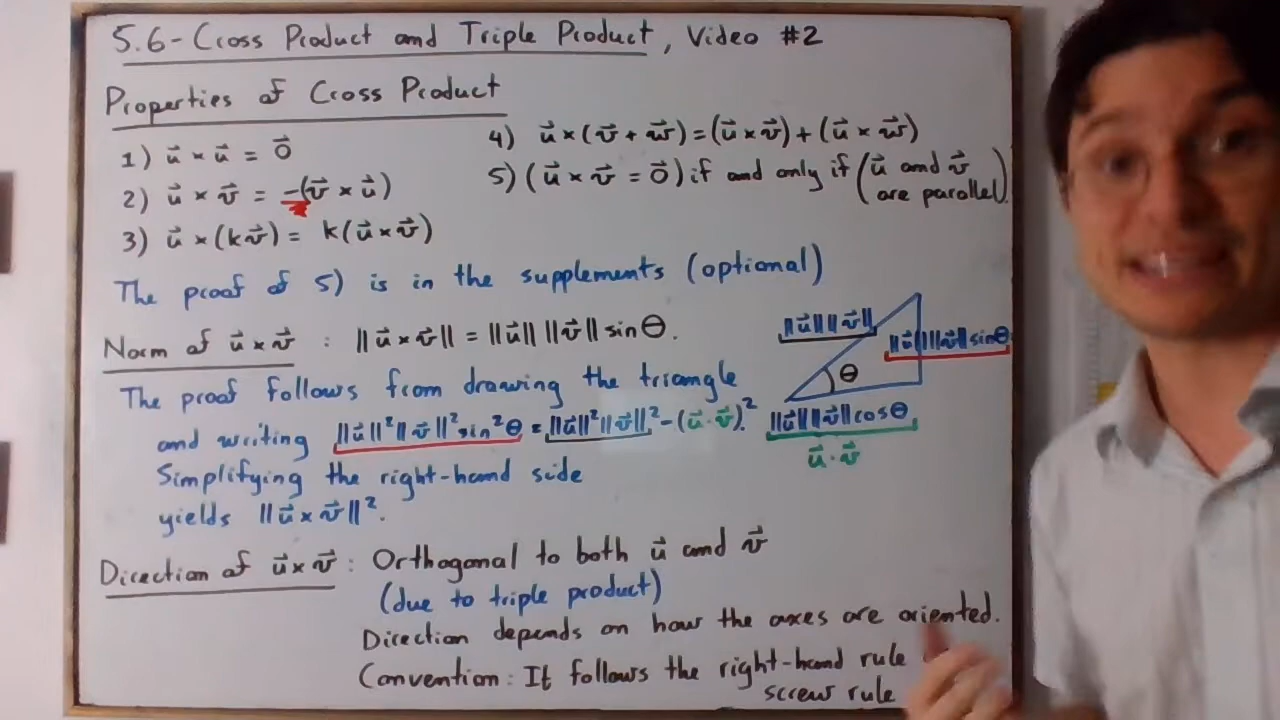 5.6 - Cross Product and Triple Product, Video #2
Properties of Cross Product
1) u⃗ × u⃗ = 0⃗
2) u⃗ × v⃗ = -(v⃗ × u⃗)
3) u⃗ × (kv⃗) = k(u⃗ × v⃗)
4) u⃗ × (v⃗ + w⃗) = (u⃗ × v⃗) + (u⃗ × w⃗)
5) (u⃗ × v⃗ = 0⃗) if and only if (u⃗ and v⃗
are parallel).
The proof of 5) is in the supplements (optional)
Norm of u⃗ × v⃗ : ||u⃗ × v⃗|| = ||u⃗|| ||v⃗|| sin θ.
The proof follows from drawing the triangle
and writing ||u⃗||² ||v⃗||² sin² θ = ||u⃗||² ||v⃗||² - (u⃗ · v⃗)².
Simplifying the right-hand side
yields ||u⃗ × v⃗||².
||u⃗|| ||v⃗||
||u⃗|| ||v⃗|| sin θ
θ
||u⃗|| ||v⃗|| cos θ
u⃗ · v⃗
Direction of u⃗ × v⃗ : Orthogonal to both u⃗ and v⃗
(due to triple product)
Direction depends on how the axes are oriented.
Convention: It follows the right-hand rule
screw rule